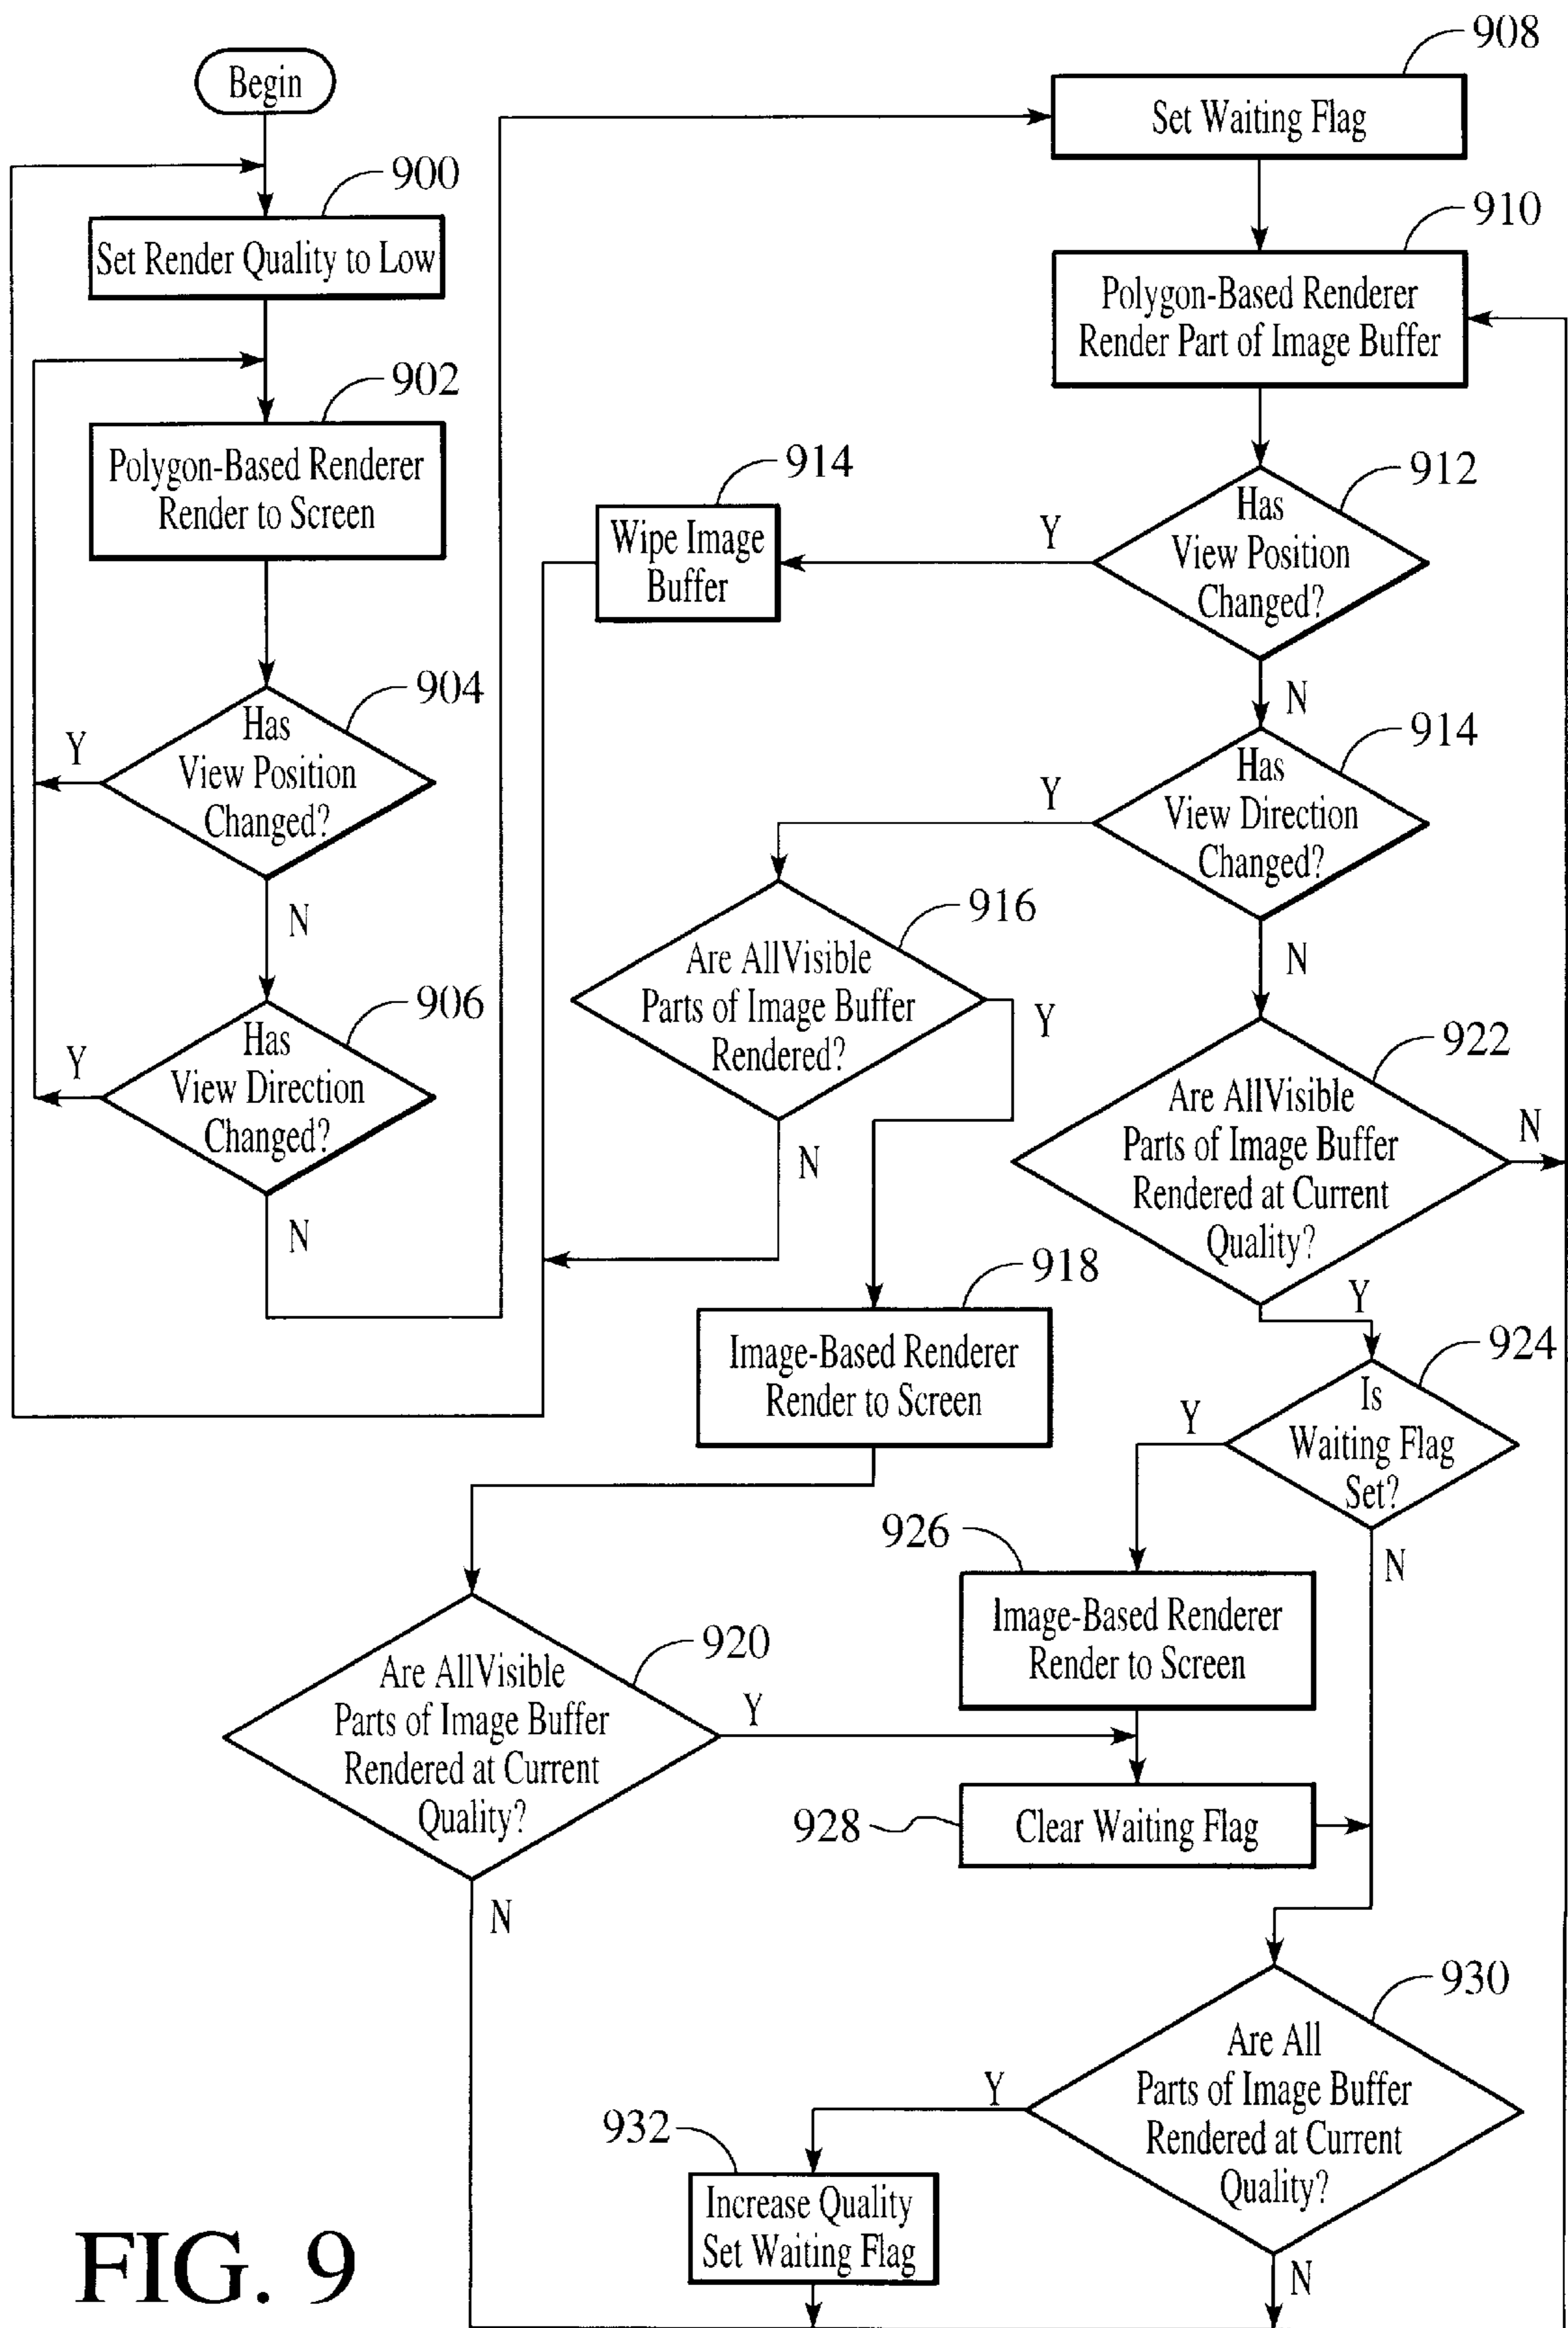 Begin
900
Set Render Quality to Low
902
Polygon-Based Renderer
Render to Screen
904
Has
View Position
Changed?
Y
N
906
Has
View Direction
Changed?
Y
N
908
Set Waiting Flag
910
Polygon-Based Renderer
Render Part of Image Buffer
912
Has
View Position
Changed?
Y
N
914
Wipe Image
Buffer
914
Has
View Direction
Changed?
Y
N
916
Are All Visible
Parts of Image Buffer
Rendered?
Y
N
918
Image-Based Renderer
Render to Screen
920
Are All Visible
Parts of Image Buffer
Rendered at Current
Quality?
Y
N
922
Are All Visible
Parts of Image Buffer
Rendered at Current
Quality?
N
Y
924
Is
Waiting Flag
Set?
Y
N
926
Image-Based Renderer
Render to Screen
928
Clear Waiting Flag
930
Are All
Parts of Image Buffer
Rendered at Current
Quality?
Y
N
932
Increase Quality
Set Waiting Flag
FIG. 9